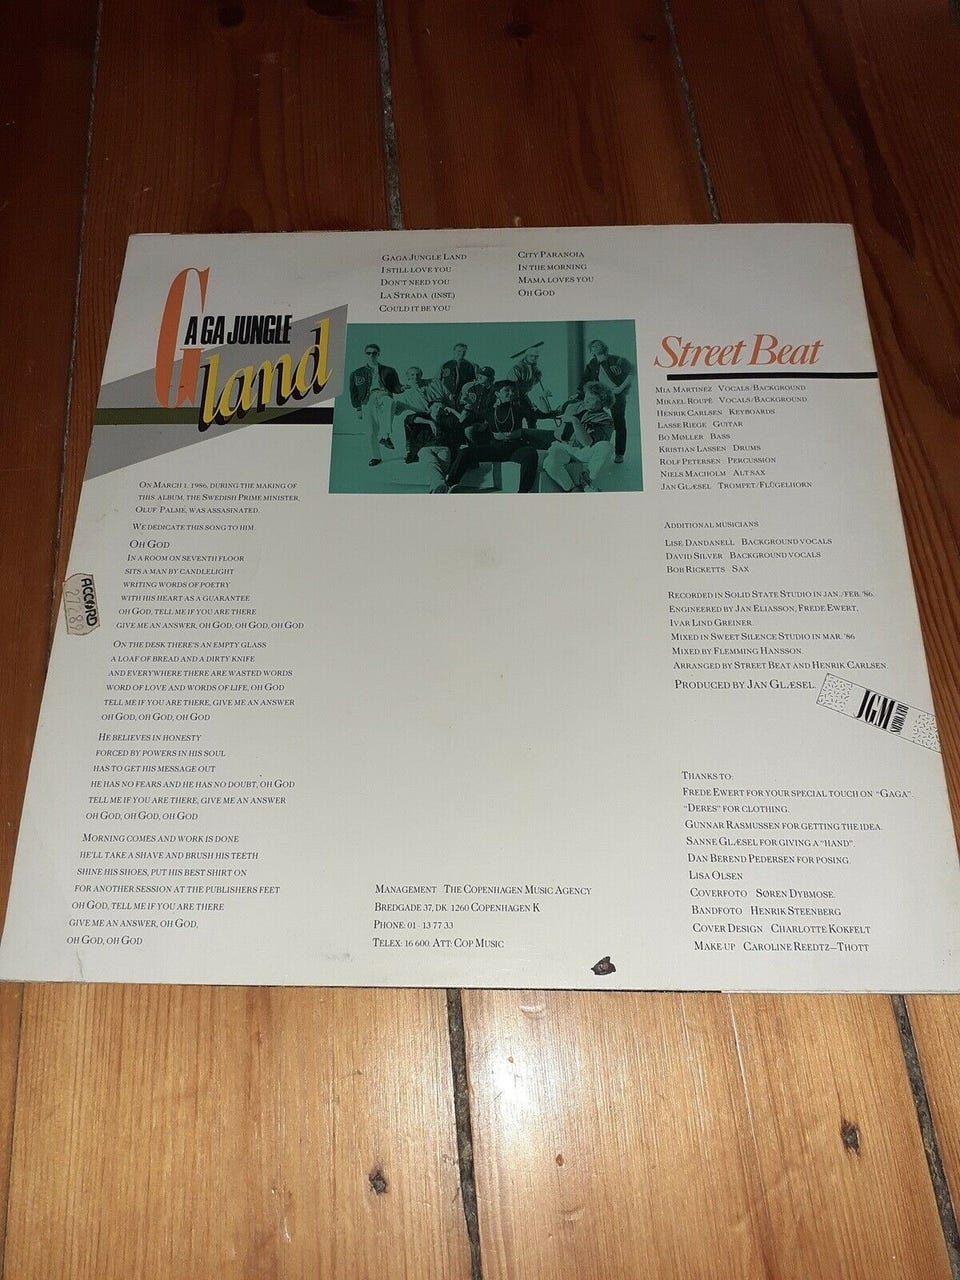 GAGA JUNGLE LAND
I STILL LOVE YOU
DON'T NEED YOU
LA STRADA (INST.)
COULD IT BE YOU
CITY PARANOIA
IN THE MORNING
MAMA LOVES YOU
OH GOD
GAGA JUNGLE
land
Street Beat
MIA MARTINEZ VOCALS/BACKGROUND
MIKAEL ROUPÉ VOCALS/BACKGROUND
HENRIK CARLSEN KEYBOARDS
LASSE RIEGE GUITAR
BO MØLLER BASS
KRISTIAN LASSEN DRUMS
ROLF PETERSEN PERCUSSION
NIELS MACHOLM ALTSAX
JAN GLÆSEL TROMPET/FLÜGELHORN
ADDITIONAL MUSICIANS
LISE DANDANELL BACKGROUND VOCALS
DAVID SILVER BACKGROUND VOCALS
BOB RICKETTS SAX
RECORDED IN SOLID STATE STUDIO IN JAN./FEB. '86.
ENGINEERED BY JAN ELIASSON, FREDE EWERT,
IVAR LIND GREINER.
MIXED IN SWEET SILENCE STUDIO IN MAR. '86
MIXED BY FLEMMING HANSSON.
ARRANGED BY STREET BEAT AND HENRIK CARLSEN.
PRODUCED BY JAN GLÆSEL.
JGM
THANKS TO:
FREDE EWERT FOR YOUR SPECIAL TOUCH ON "GAGA".
"DERES" FOR CLOTHING.
GUNNAR RASMUSSEN FOR GETTING THE IDEA.
SANNE GLÆSEL FOR GIVING A "HAND".
DAN BEREND PEDERSEN FOR POSING.
LISA OLSEN
COVERFOTO SØREN DYBMOSE.
BANDFOTO HENRIK STEENBERG
COVER DESIGN CHARLOTTE KOKFELT
MAKE-UP CAROLINE REEDTZ–THOTT
ON MARCH 1, 1986, DURING THE MAKING OF
THIS ALBUM, THE SWEDISH PRIME MINISTER,
OLUF PALME, WAS ASSASINATED.
WE DEDICATE THIS SONG TO HIM.
OH GOD
IN A ROOM ON SEVENTH FLOOR
SITS A MAN BY CANDLELIGHT
WRITING WORDS OF POETRY
WITH HIS HEART AS A GUARANTEE
OH GOD, TELL ME IF YOU ARE THERE
GIVE ME AN ANSWER, OH GOD, OH GOD, OH GOD
ON THE DESK THERE'S AN EMPTY GLASS
A LOAF OF BREAD AND A DIRTY KNIFE
AND EVERYWHERE THERE ARE WASTED WORDS
WORD OF LOVE AND WORDS OF LIFE, OH GOD
TELL ME IF YOU ARE THERE, GIVE ME AN ANSWER
OH GOD, OH GOD, OH GOD
HE BELIEVES IN HONESTY
FORCED BY POWERS IN HIS SOUL
HAS TO GET HIS MESSAGE OUT
HE HAS NO FEARS AND HE HAS NO DOUBT, OH GOD
TELL ME IF YOU ARE THERE, GIVE ME AN ANSWER
OH GOD, OH GOD, OH GOD
MORNING COMES AND WORK IS DONE
HE'LL TAKE A SHAVE AND BRUSH HIS TEETH
SHINE HIS SHOES, PUT HIS BEST SHIRT ON
FOR ANOTHER SESSION AT THE PUBLISHERS FEET
OH GOD, TELL ME IF YOU ARE THERE
GIVE ME AN ANSWER, OH GOD,
OH GOD, OH GOD
ACCORD
MANAGEMENT THE COPENHAGEN MUSIC AGENCY
BREDGADE 37, DK. 1260 COPENHAGEN K
PHONE: 01 - 13 77 33
TELEX: 16 600. ATT: COP MUSIC